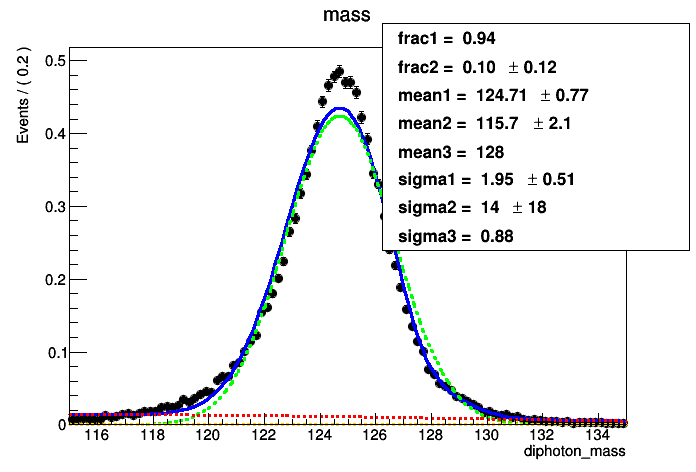 mass
Events / ( 0.2 )
frac1 = 0.94
frac2 = 0.10 ± 0.12
mean1 = 124.71 ± 0.77
mean2 = 115.7 ± 2.1
mean3 = 128
sigma1 = 1.95 ± 0.51
sigma2 = 14 ± 18
sigma3 = 0.88
0.5
0.4
0.3
0.2
0.1
0
116 118 120 122 124 126 128 130 132 134
diphoton_mass